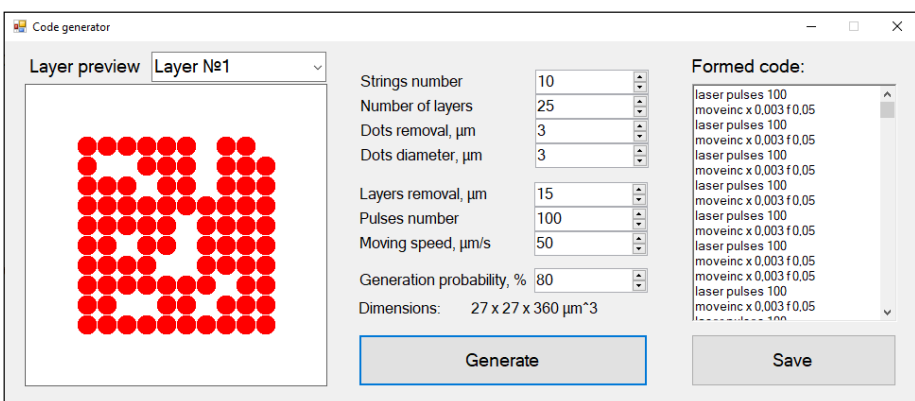 Code generator
Layer preview Layer №1
Strings number 10
Number of layers 25
Dots removal, µm 3
Dots diameter, µm 3
Layers removal, µm 15
Pulses number 100
Moving speed, µm/s 50
Generation probability, % 80
Dimensions: 27 x 27 x 360 µm^3
Generate
Formed code:
laser pulses 100
moveinc x 0,003 f 0,05
laser pulses 100
moveinc x 0,003 f 0,05
laser pulses 100
moveinc x 0,003 f 0,05
laser pulses 100
moveinc x 0,003 f 0,05
laser pulses 100
moveinc x 0,003 f 0,05
laser pulses 100
moveinc x 0,003 f 0,05
moveinc x 0,003 f 0,05
laser pulses 100
moveinc x 0,003 f 0,05
laser pulses 100
Save